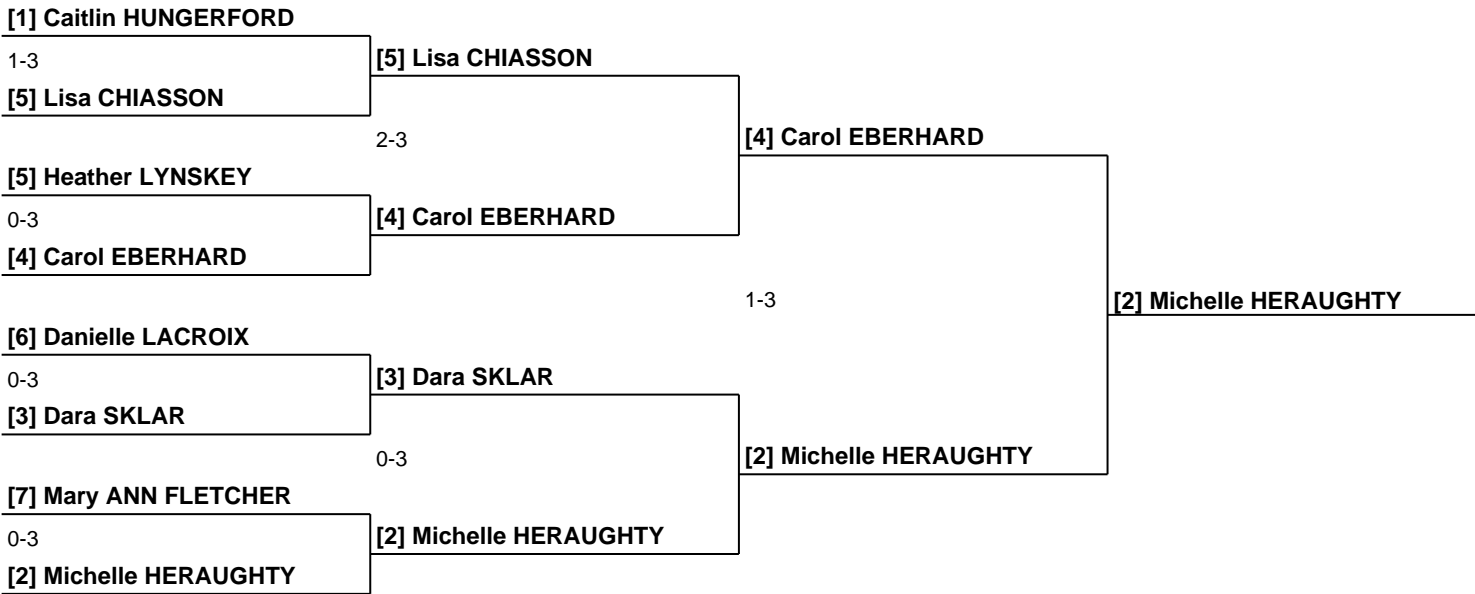 [1] Caitlin HUNGERFORD
1-3
[5] Lisa CHIASSON
[5] Lisa CHIASSON
2-3
[4] Carol EBERHARD
[5] Heather LYNSKEY
0-3
[4] Carol EBERHARD
[4] Carol EBERHARD
1-3
[2] Michelle HERAUGHTY
[6] Danielle LACROIX
0-3
[3] Dara SKLAR
[3] Dara SKLAR
0-3
[2] Michelle HERAUGHTY
[7] Mary ANN FLETCHER
0-3
[2] Michelle HERAUGHTY
[2] Michelle HERAUGHTY